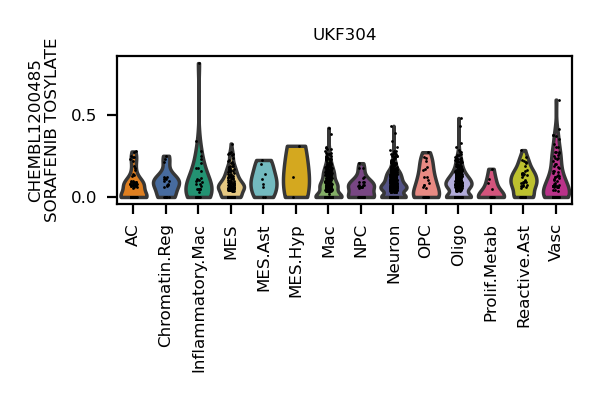 UKF304
CHEMBL1200485
SORAFENIB TOSYLATE
0.5
0.0
AC
Chromatin.Reg
Inflammatory.Mac
MES
MES.Ast
MES.Hyp
Mac
NPC
Neuron
OPC
Oligo
Prolif.Metab
Reactive.Ast
Vasc